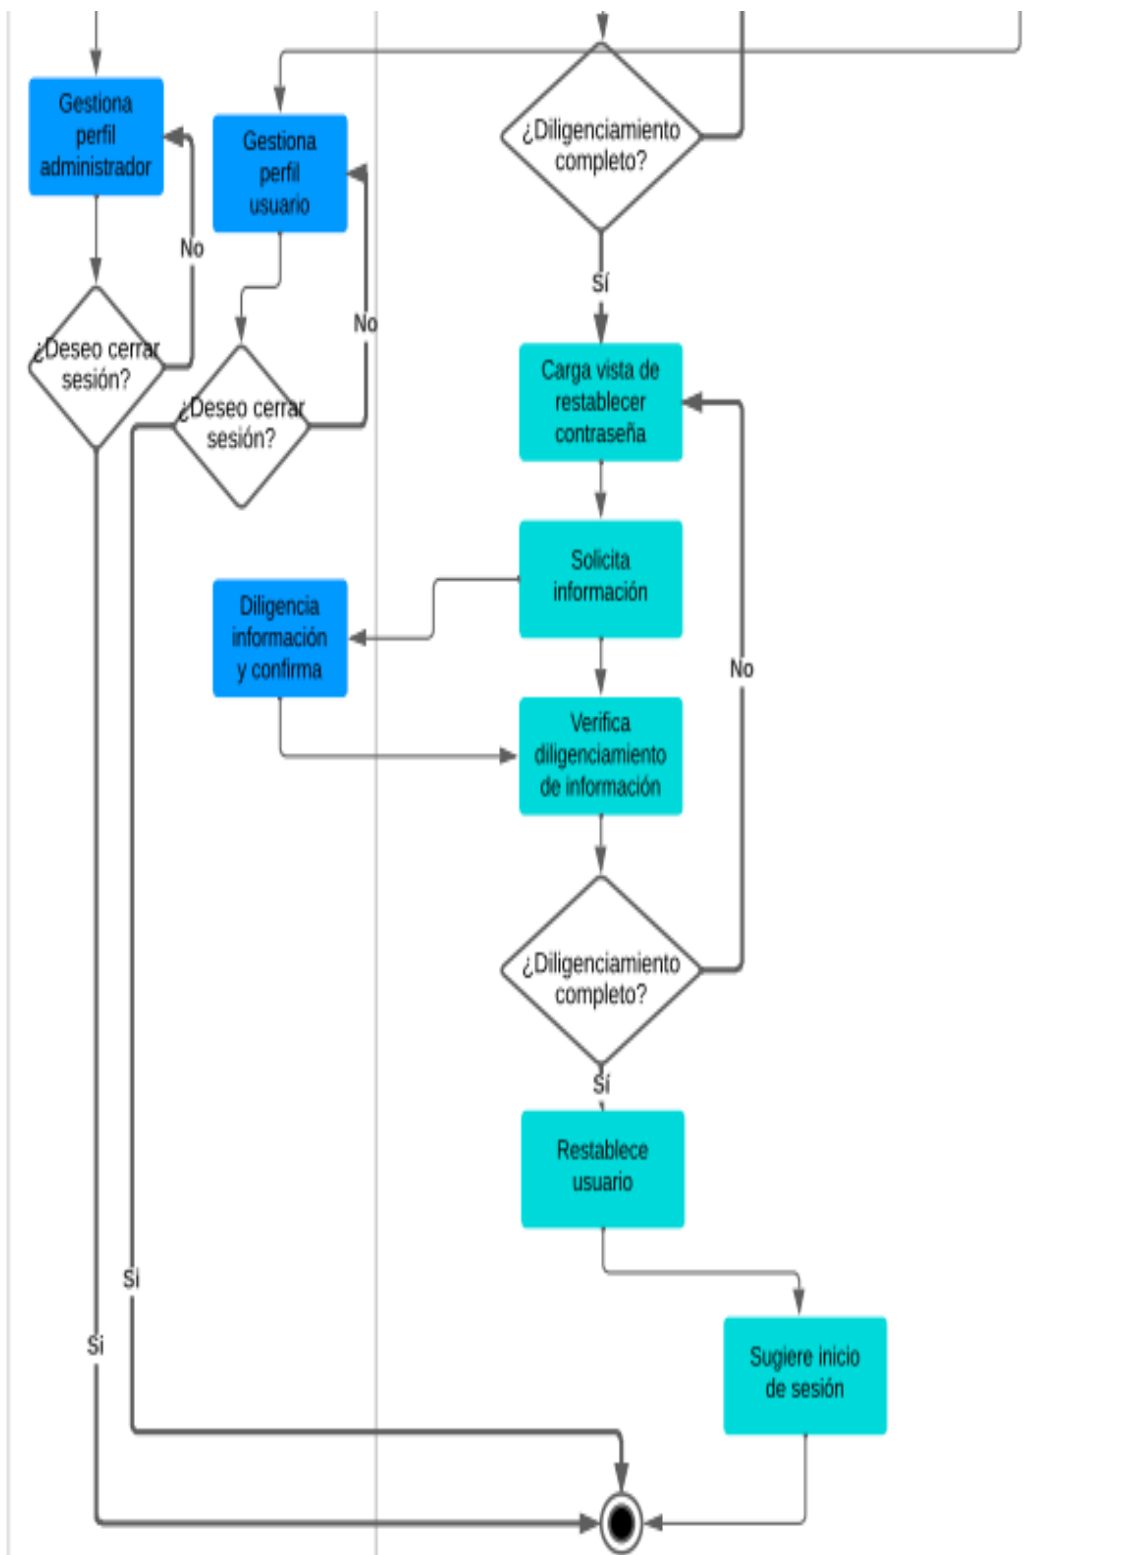 Gestiona
perfil
administrador
Gestiona
perfil
usuario
¿Diligenciamiento
completo?
No
Sí
No
¿Deseo cerrar
sesión?
¿Deseo cerrar
sesión?
Carga vista de
restablecer
contraseña
Solicita
información
Diligencia
información
y confirma
No
Verifica
diligenciamiento
de información
¿Diligenciamiento
completo?
Sí
Restablece
usuario
Sí
Si
Sugiere inicio
de sesión